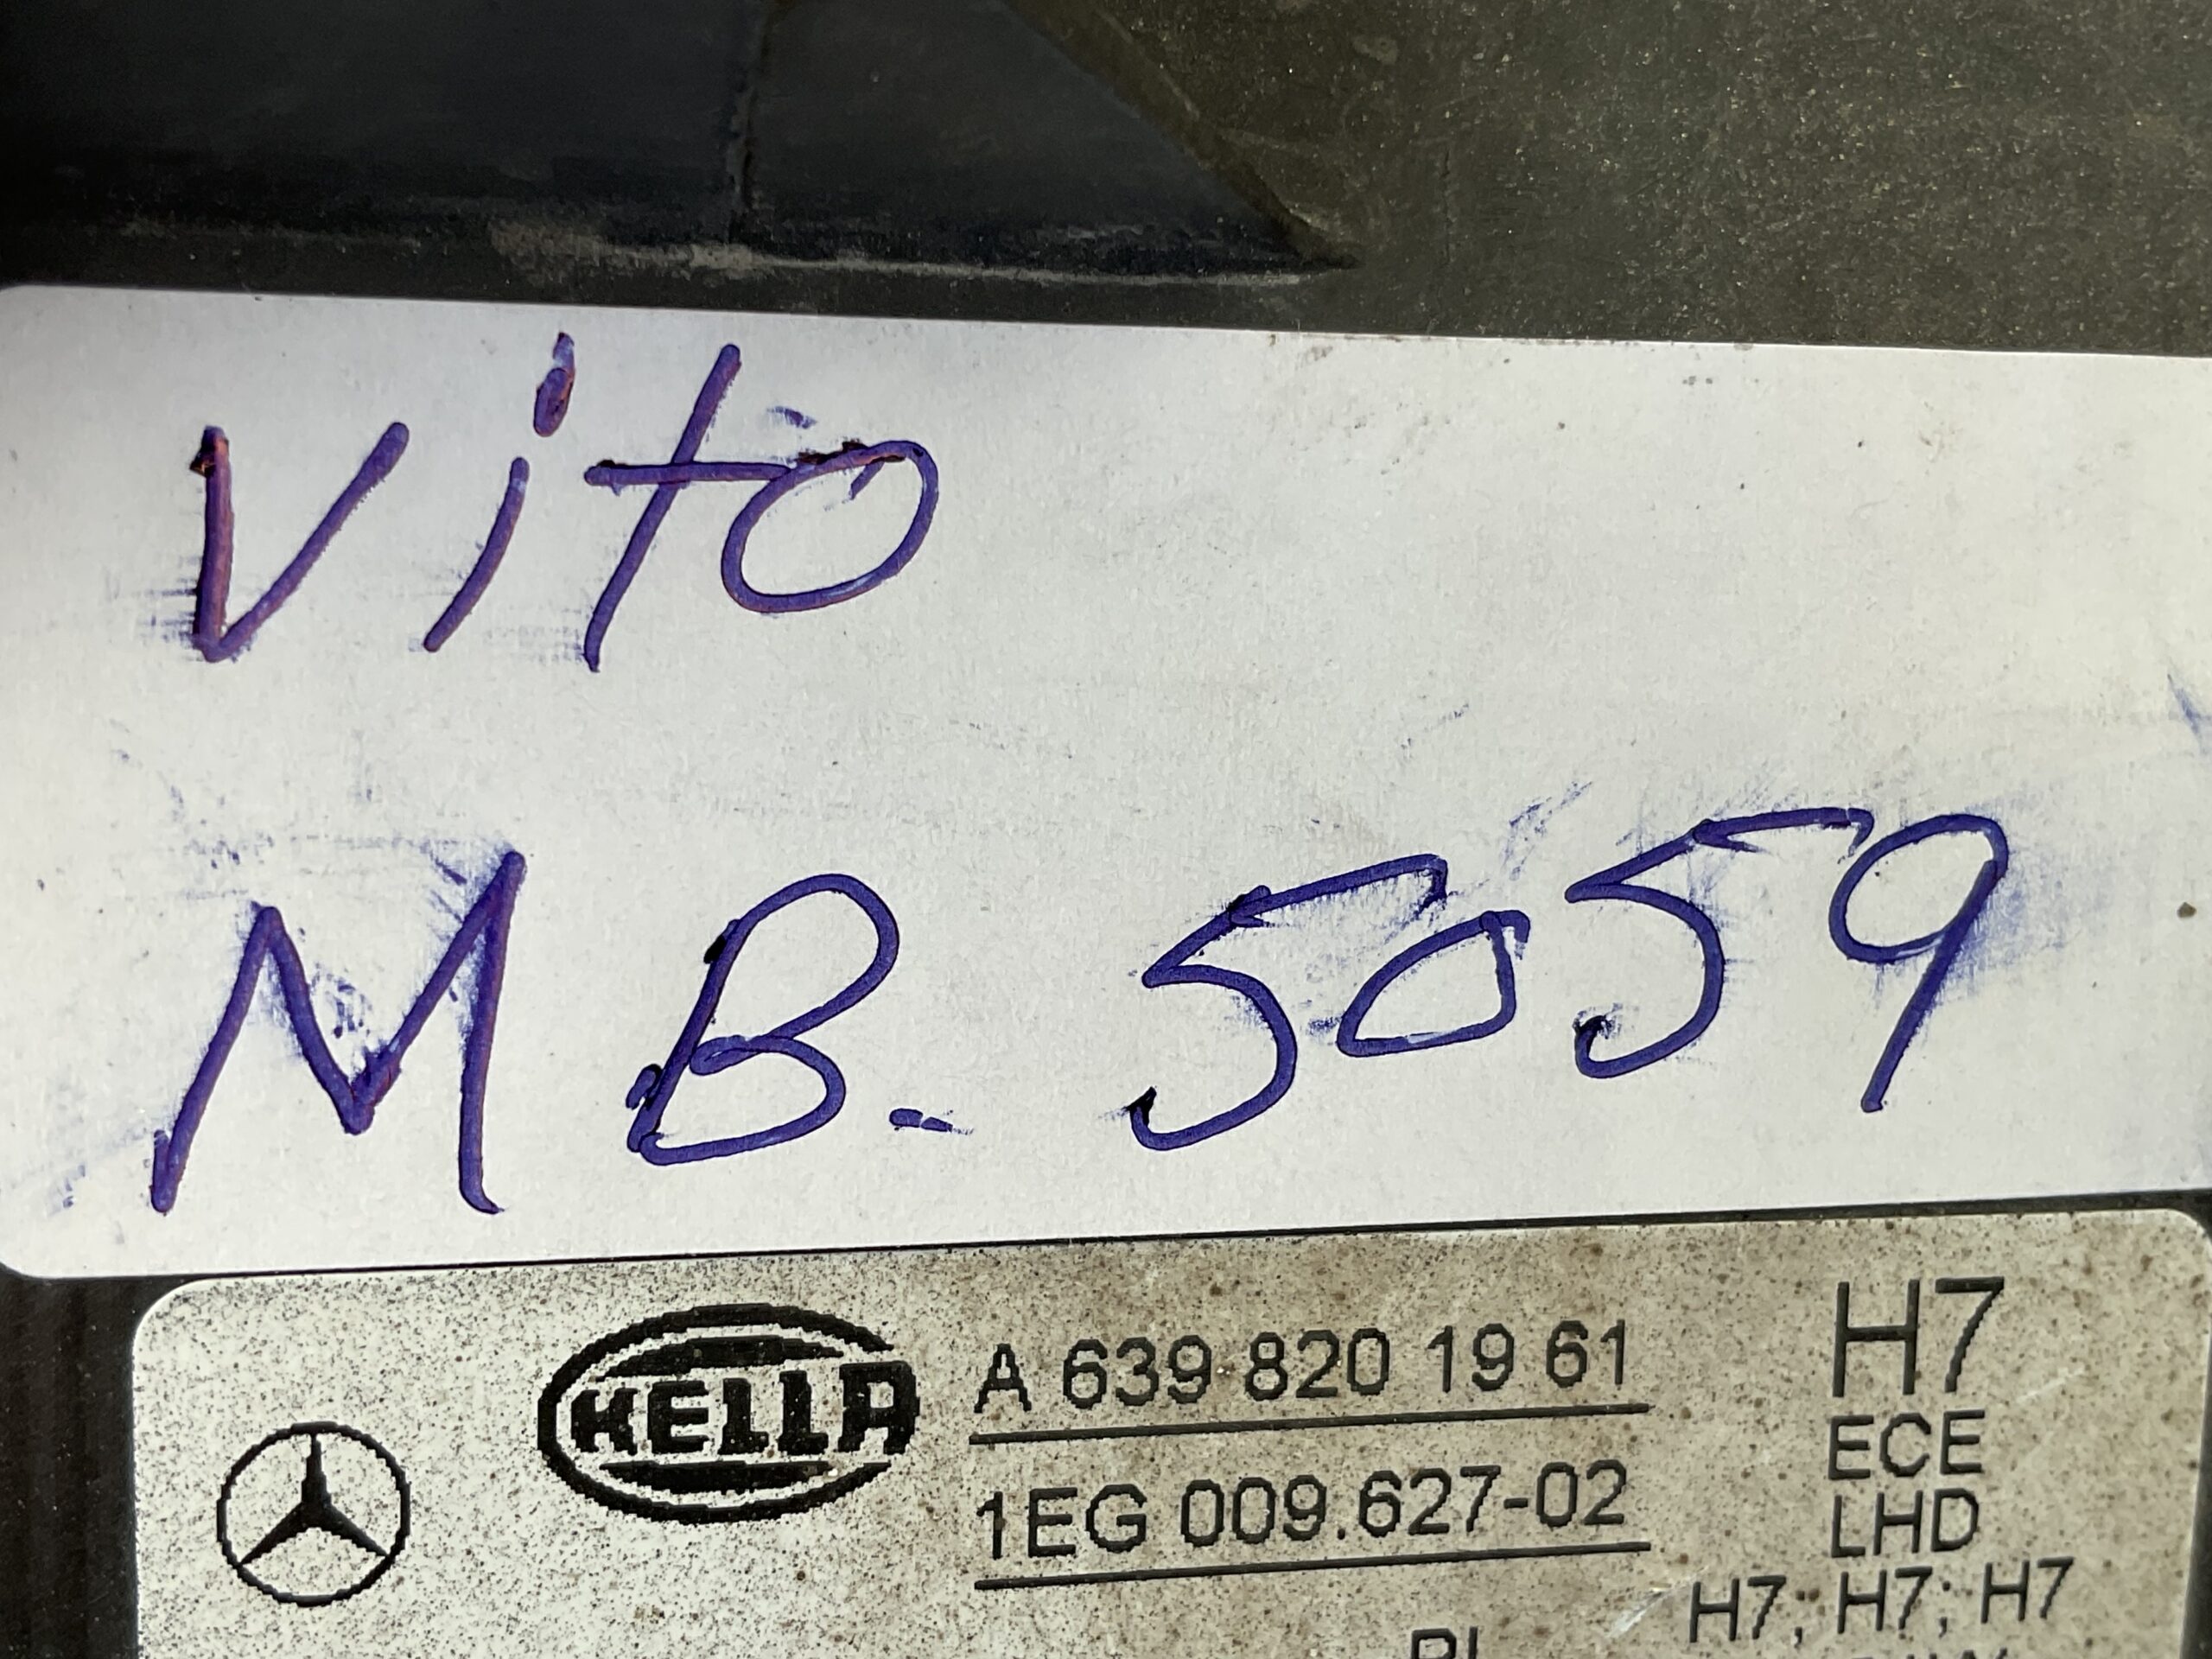 Vito
MB- 5059
HELLA
A 639 820 19 61
1EG 009.627-02
H7
ECE
LHD
H7; H7; H7